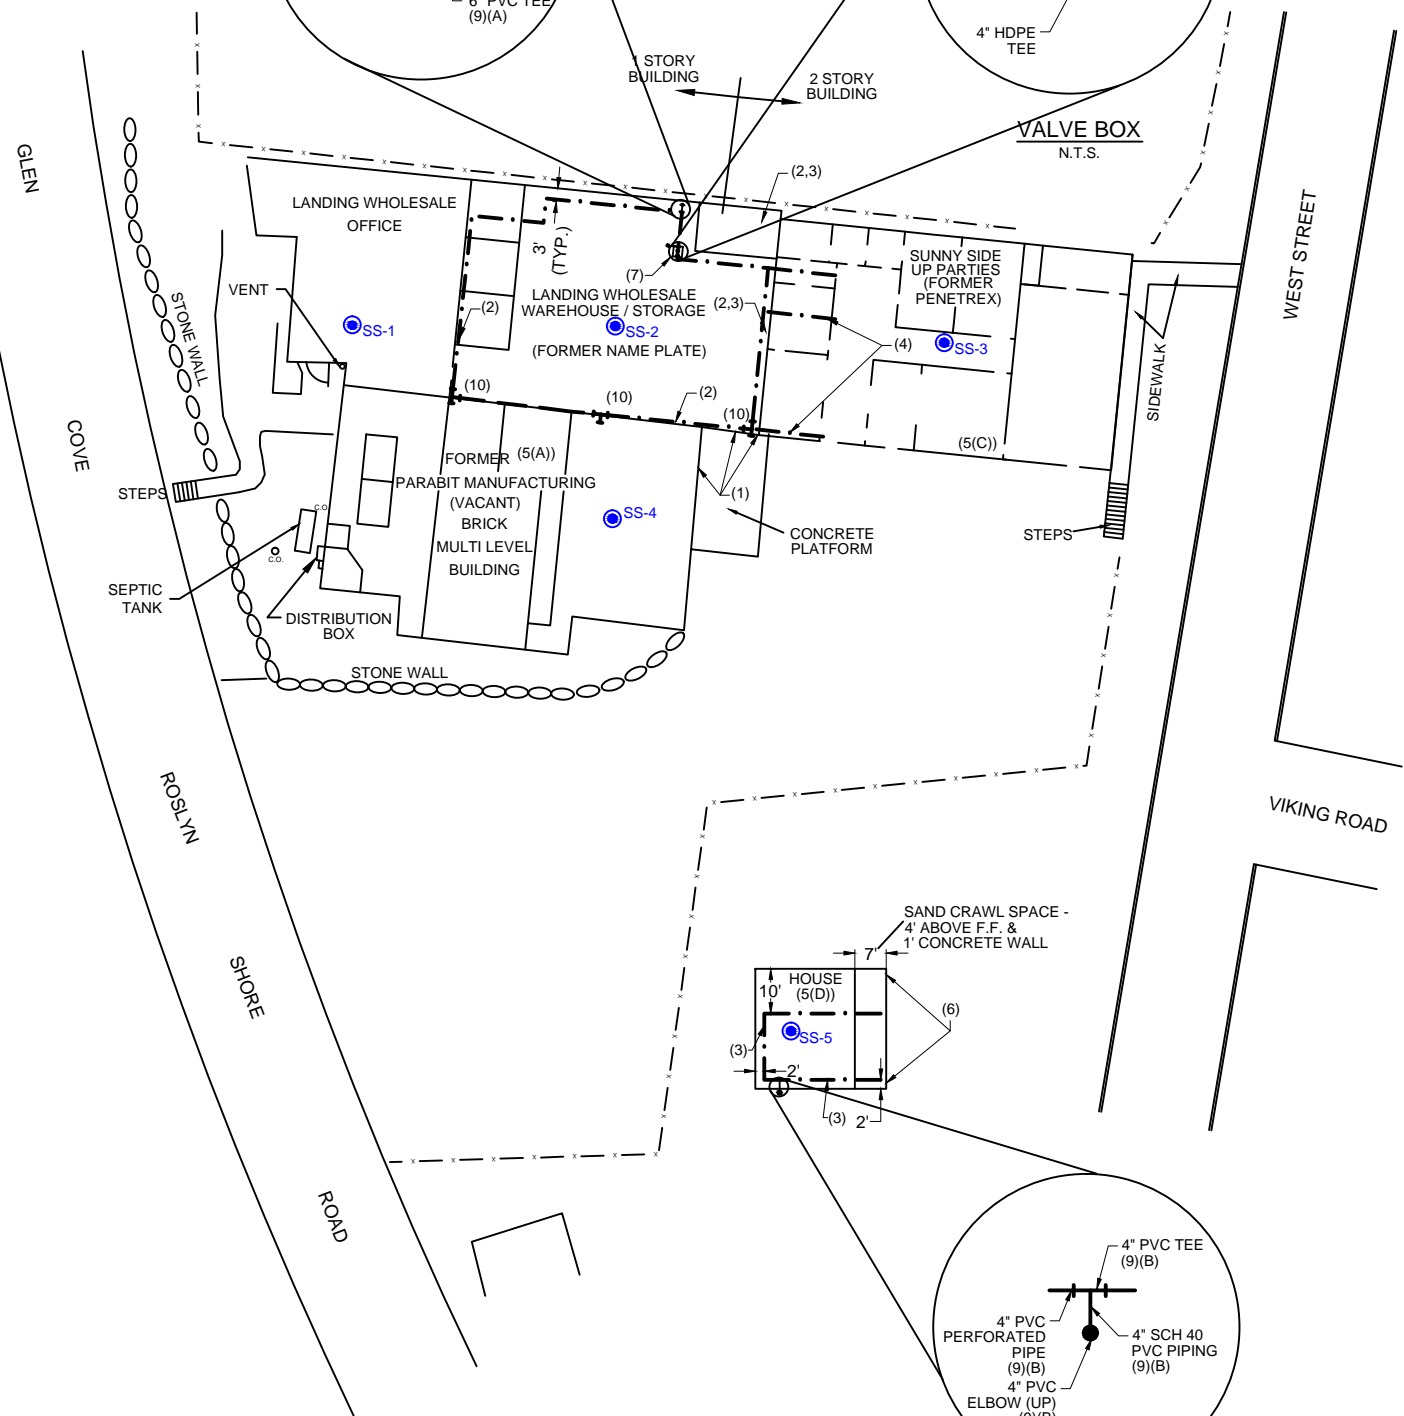 6" PVC TEE
(9)(A)
4" HDPE
TEE
1 STORY
BUILDING
2 STORY
BUILDING
VALVE BOX
N.T.S.
GLEN
COVE
ROSLYN
SHORE
ROAD
WEST STREET
VIKING ROAD
LANDING WHOLESALE
OFFICE
3'
(TYP.)
(2,3)
(7)
SUNNY SIDE
UP PARTIES
(FORMER
PENETREX)
VENT
STONE WALL
SS-1
(2)
LANDING WHOLESALE
WAREHOUSE / STORAGE
SS-2
(FORMER NAME PLATE)
(2,3)
(4)
SS-3
SIDEWALK
(10)
(10)
(2)
(10)
(5(C))
FORMER
(5(A))
PARABIT MANUFACTURING
(VACANT)
BRICK
MULTI LEVEL
BUILDING
SS-4
(1)
CONCRETE
PLATFORM
STEPS
STEPS
C.O.
C.O.
SEPTIC
TANK
DISTRIBUTION
BOX
STONE WALL
SAND CRAWL SPACE -
4' ABOVE F.F. &
1' CONCRETE WALL
7'
HOUSE
(5(D))
10'
(6)
SS-5
(3)
2'
(3)
2'
4" PVC TEE
(9)(B)
4" PVC
PERFORATED
PIPE
(9)(B)
4" SCH 40
PVC PIPING
(9)(B)
4" PVC
ELBOW (UP)
(9)(B)